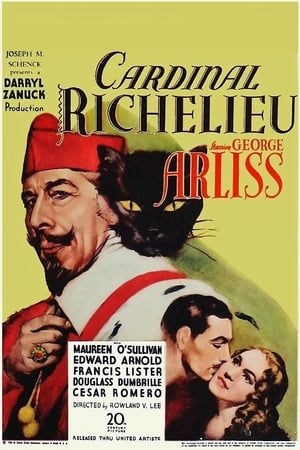 JOSEPH M.
SCHENCK
presents a
DARRYL
ZANUCK
Production
CARDINAL
RICHELIEU
Starring GEORGE
ARLISS
MAUREEN O'SULLIVAN
EDWARD ARNOLD
FRANCIS LISTER
DOUGLASS DUMBRILLE
CESAR ROMERO
DIRECTED by ROWLAND V. LEE
20th
CENTURY
PICTURE
RELEASED THRU UNITED ARTISTS